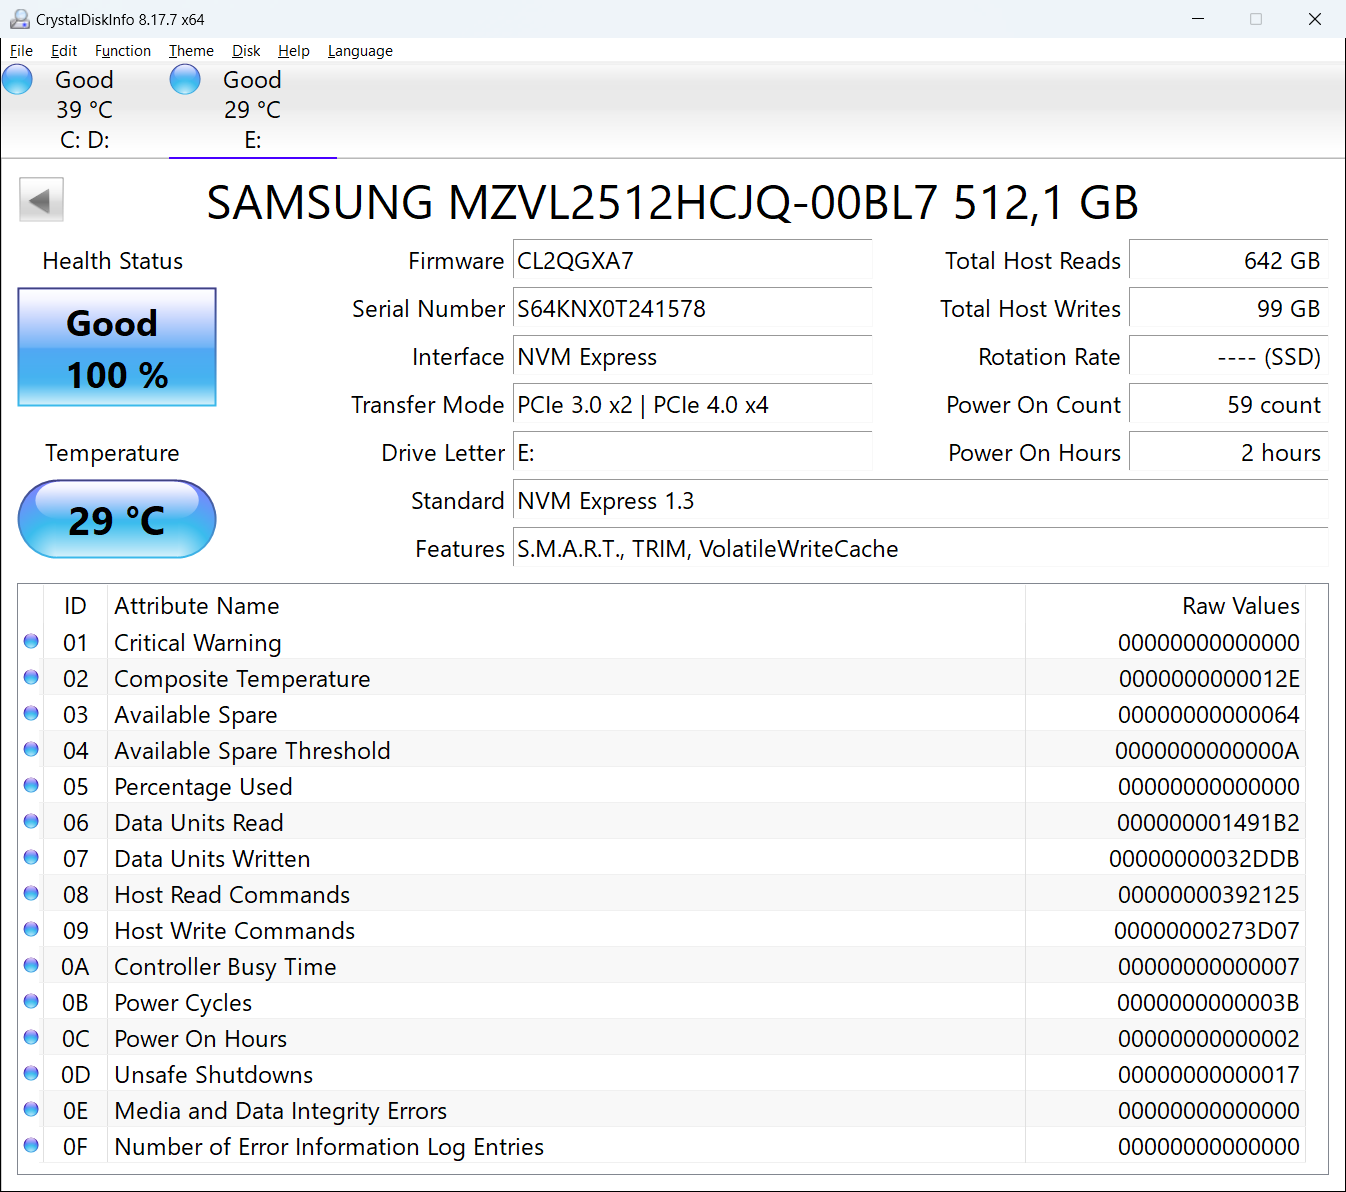 CrystalDiskInfo 8.17.7 x64
File Edit Function Theme Disk Help Language
Good Good
39 °C 29 °C
C: D: E:
SAMSUNG MZVL2512HCJQ-00BL7 512,1 GB
Health Status
Good
100 %
Temperature
29 °C
Firmware CL2QGXA7
Serial Number S64KNX0T241578
Interface NVM Express
Transfer Mode PCIe 3.0 x2 | PCIe 4.0 x4
Drive Letter E:
Standard NVM Express 1.3
Features S.M.A.R.T., TRIM, VolatileWriteCache
Total Host Reads 642 GB
Total Host Writes 99 GB
Rotation Rate ---- (SSD)
Power On Count 59 count
Power On Hours 2 hours
ID Attribute Name Raw Values
01 Critical Warning 00000000000000
02 Composite Temperature 0000000000012E
03 Available Spare 00000000000064
04 Available Spare Threshold 0000000000000A
05 Percentage Used 00000000000000
06 Data Units Read 000000001491B2
07 Data Units Written 00000000032DDB
08 Host Read Commands 00000000392125
09 Host Write Commands 00000000273D07
0A Controller Busy Time 00000000000007
0B Power Cycles 0000000000003B
0C Power On Hours 00000000000002
0D Unsafe Shutdowns 00000000000017
0E Media and Data Integrity Errors 00000000000000
0F Number of Error Information Log Entries 00000000000000